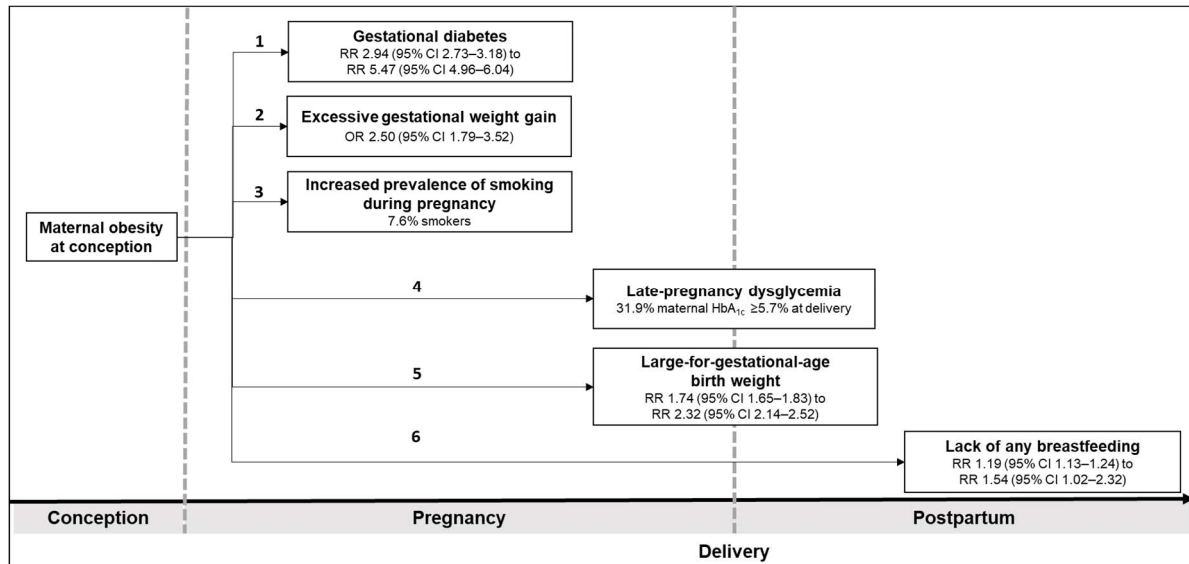 1
Gestational diabetes
RR 2.94 (95% CI 2.73–3.18) to
RR 5.47 (95% CI 4.96–6.04)
2
Excessive gestational weight gain
OR 2.50 (95% CI 1.79–3.52)
3
Increased prevalence of smoking
during pregnancy
7.6% smokers
Maternal obesity
at conception
4
Late-pregnancy dysglycemia
31.9% maternal HbA1c ≥5.7% at delivery
5
Large-for-gestational-age
birth weight
RR 1.74 (95% CI 1.65–1.83) to
RR 2.32 (95% CI 2.14–2.52)
6
Lack of any breastfeeding
RR 1.19 (95% CI 1.13–1.24) to
RR 1.54 (95% CI 1.02–2.32)
Conception
Pregnancy
Postpartum
Delivery